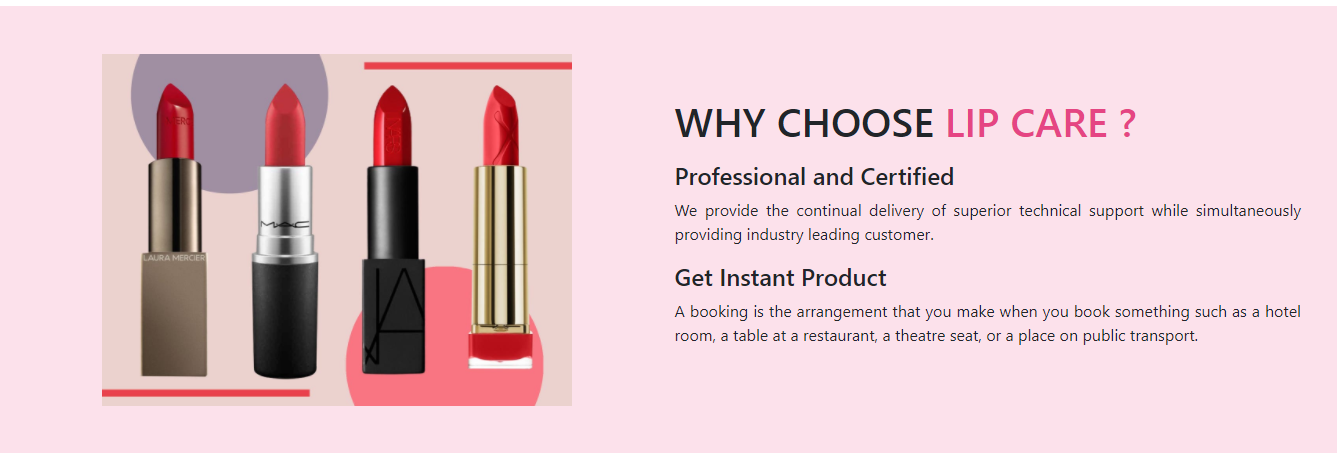 WHY CHOOSE LIP CARE ?
Professional and Certified
We provide the continual delivery of superior technical support while simultaneously
providing industry leading customer.
Get Instant Product
A booking is the arrangement that you make when you book something such as a hotel
room, a table at a restaurant, a theatre seat, or a place on public transport.
MAC
LAURA MERCIER